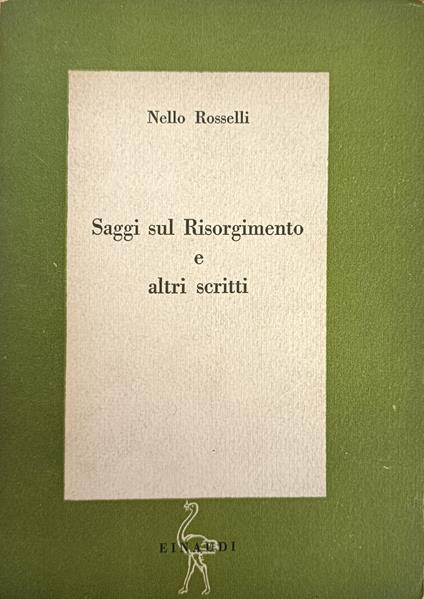 Nello Rosselli
Saggi sul Risorgimento
e
altri scritti
EINAUDI